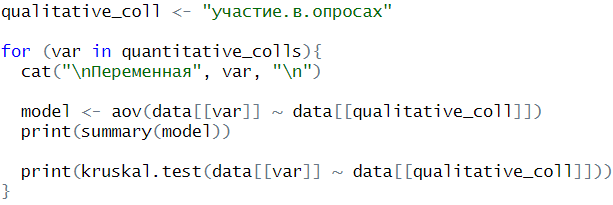 qualitative_coll <- "участие.в.опросах"
for (var in quantitative_colls){
cat("\nПеременная", var, "\n")
model <- aov(data[[var]] ~ data[[qualitative_coll]])
print(summary(model))
print(kruskal.test(data[[var]] ~ data[[qualitative_coll]]))
}